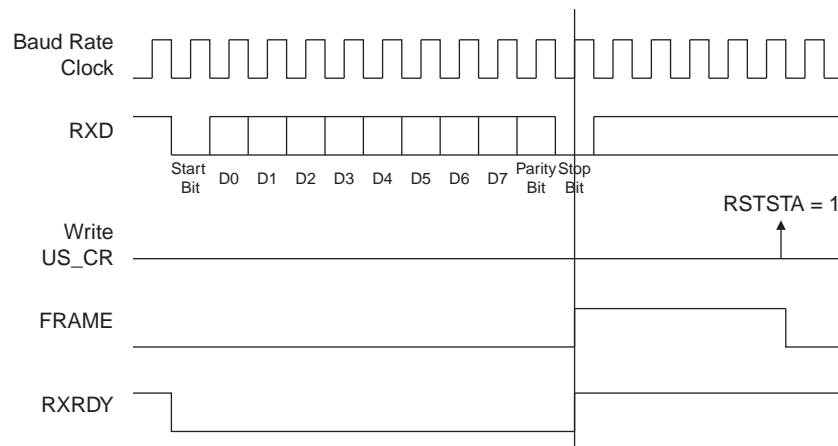 Baud Rate
Clock
RXD
Start
Bit
D0
D1
D2
D3
D4
D5
D6
D7
Parity
Bit
Stop
Bit
RSTSTA = 1
Write
US_CR
FRAME
RXRDY